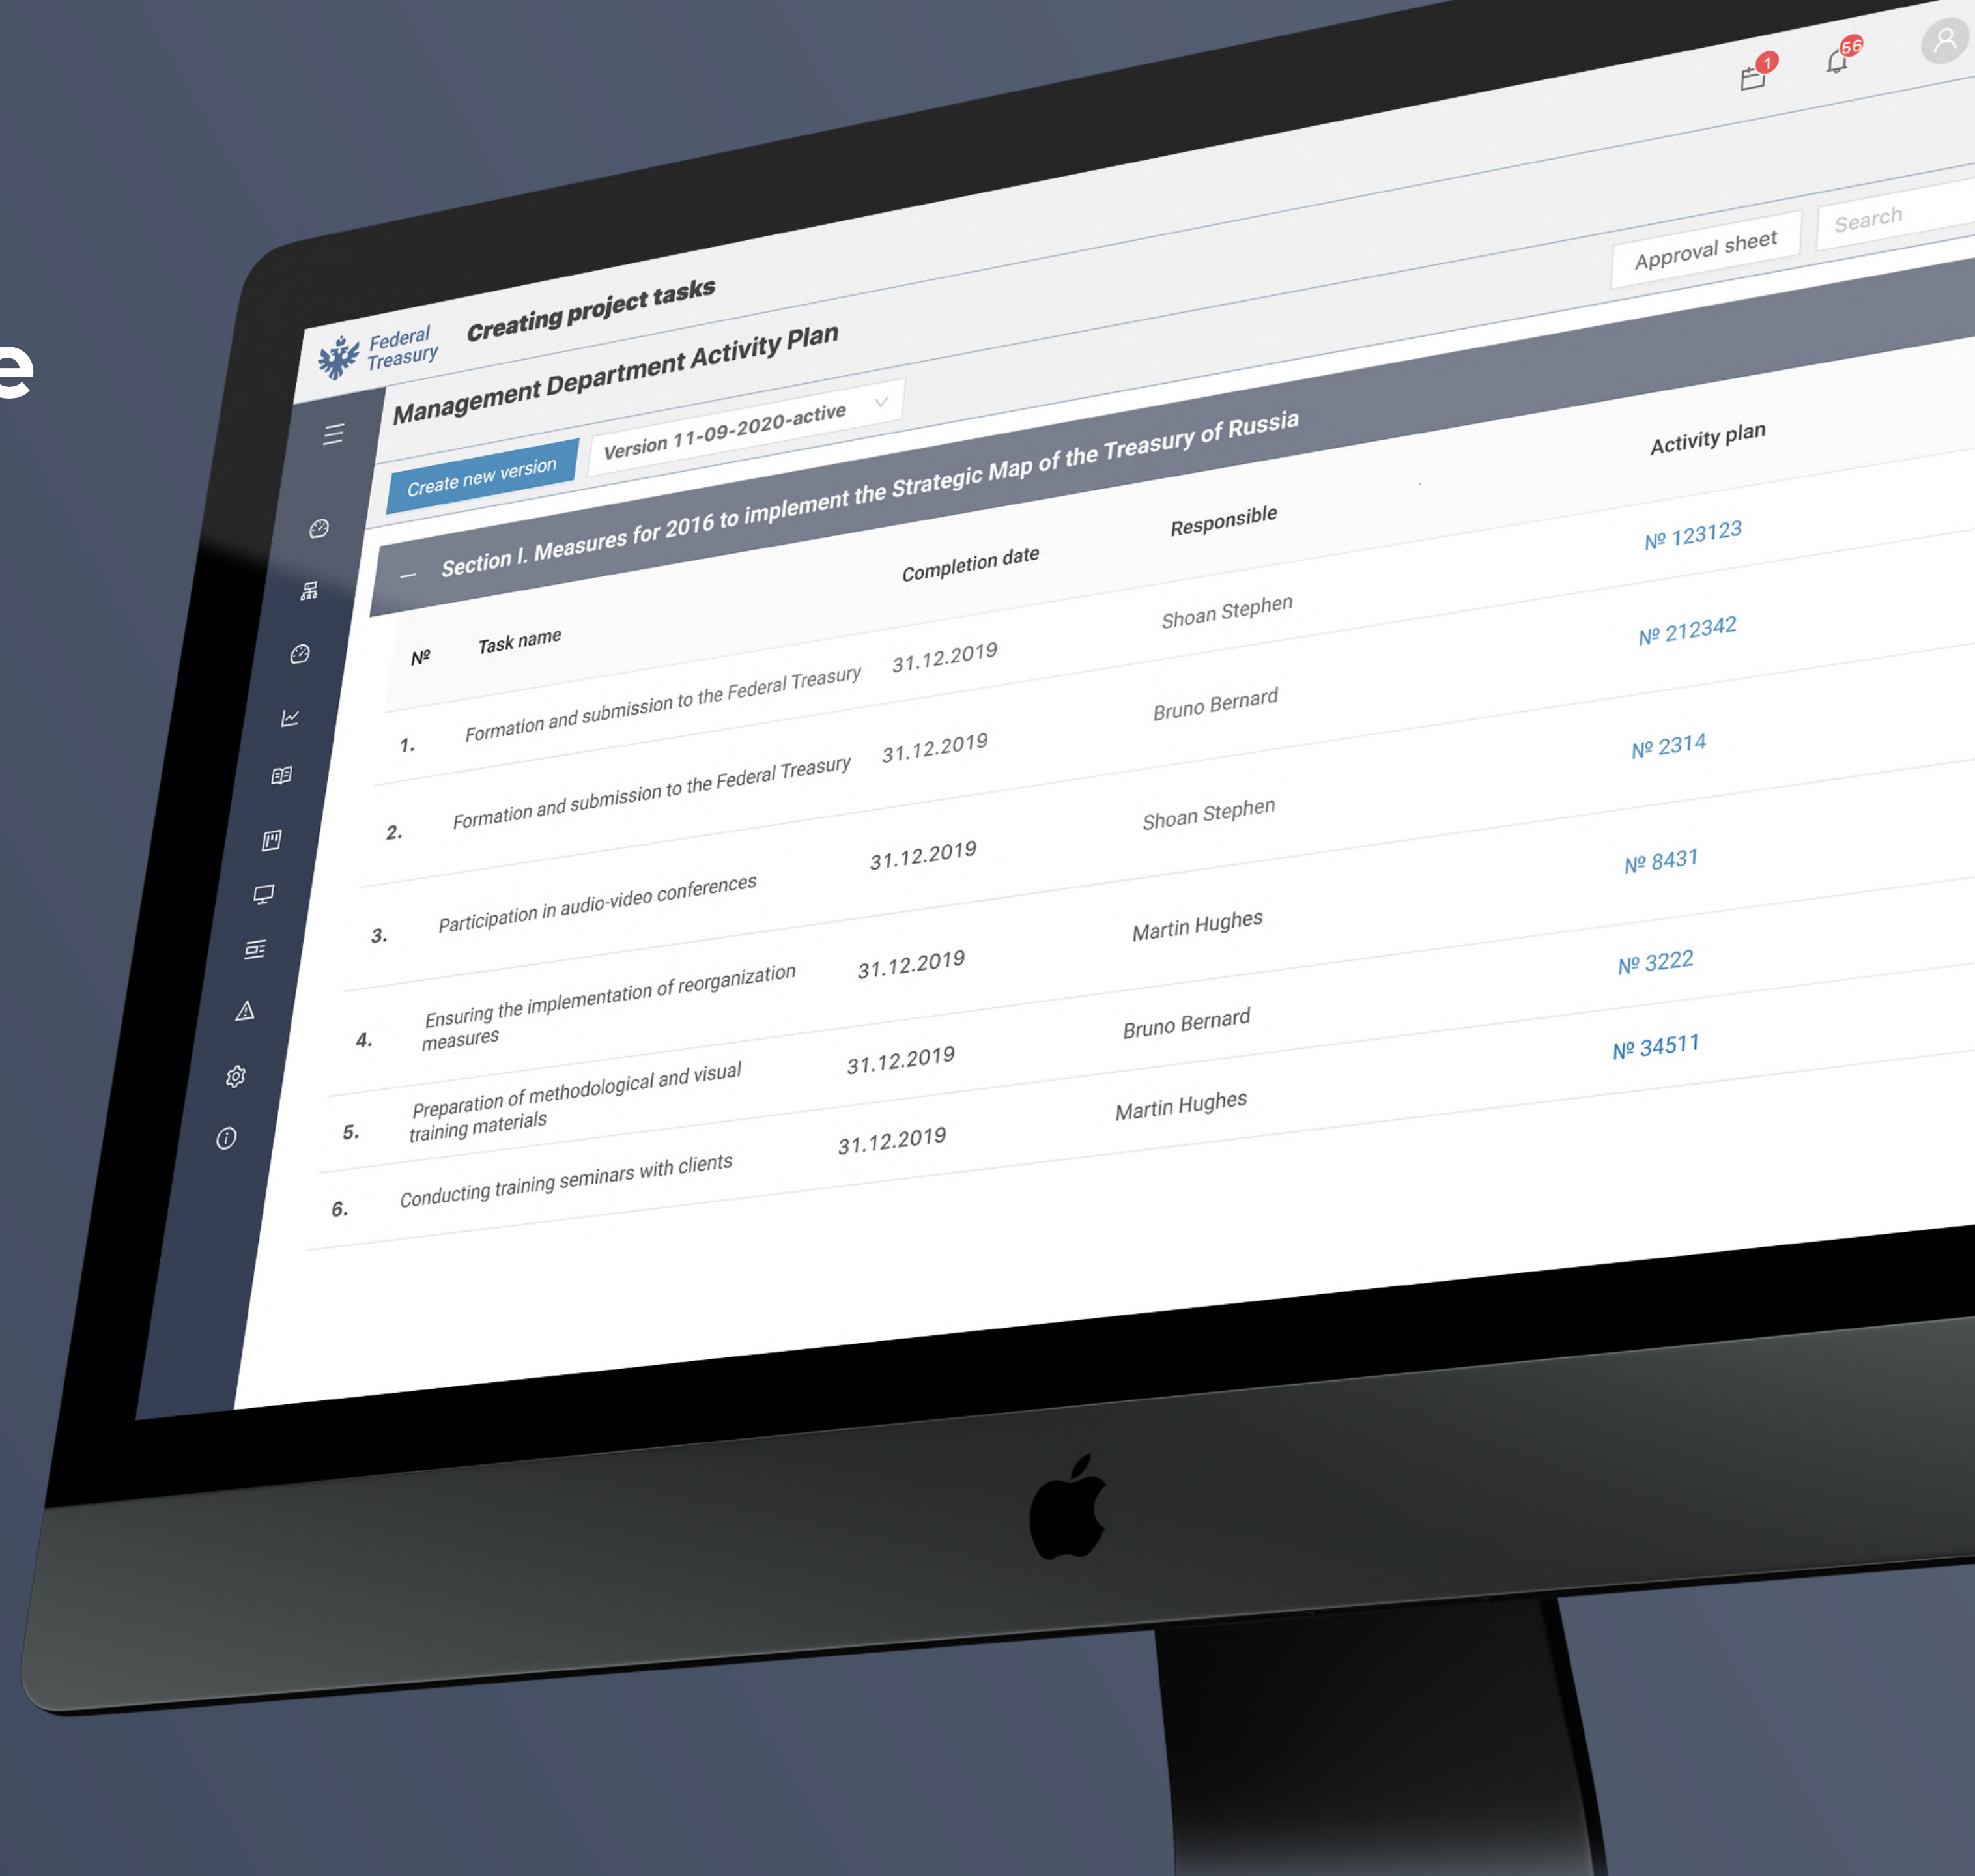 e
1
56
Federal
Treasury
Creating project tasks
Management Department Activity Plan
Create new version
Version 11-09-2020-active
Approval sheet
Search
Section I. Measures for 2016 to implement the Strategic Map of the Treasury of Russia
№ Task name Completion date Responsible Activity plan
1. Formation and submission to the Federal Treasury 31.12.2019 Shoan Stephen № 123123
2. Formation and submission to the Federal Treasury 31.12.2019 Bruno Bernard № 212342
3. Participation in audio-video conferences 31.12.2019 Shoan Stephen № 2314
4. Ensuring the implementation of reorganization
measures 31.12.2019 Martin Hughes № 8431
5. Preparation of methodological and visual
training materials 31.12.2019 Bruno Bernard № 3222
6. Conducting training seminars with clients 31.12.2019 Martin Hughes № 34511